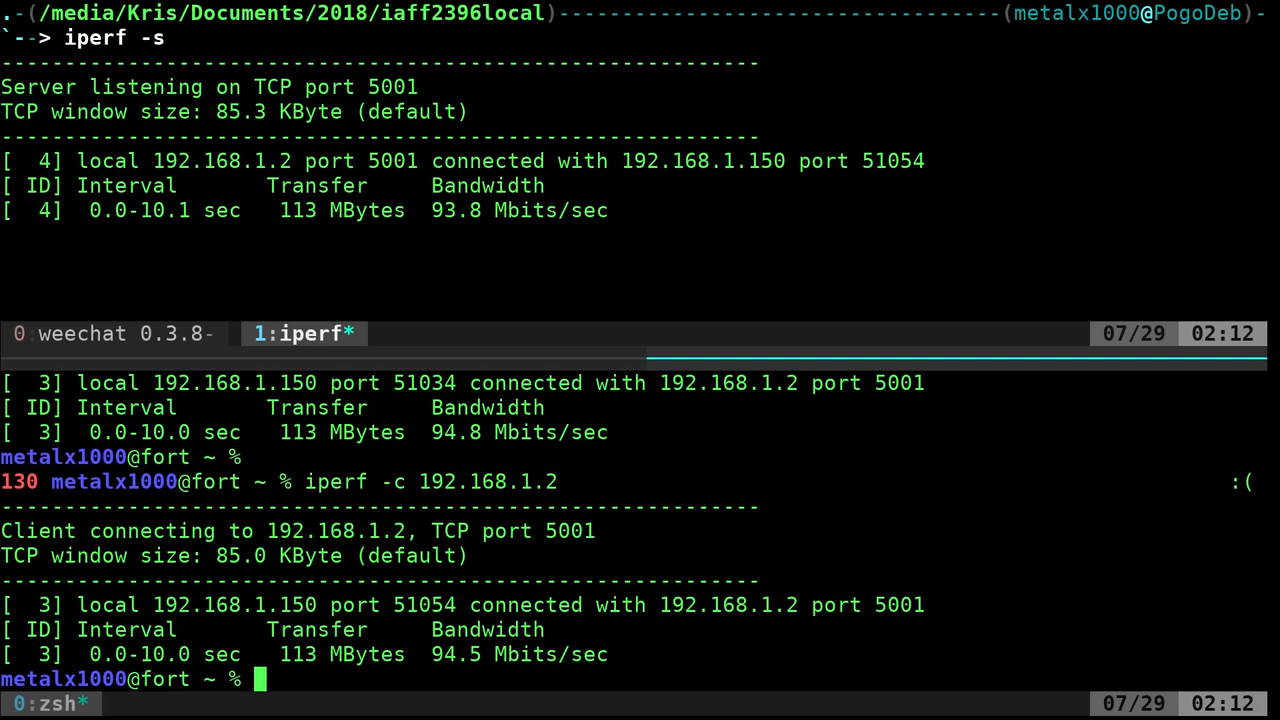 .-(/media/Kris/Documents/2018/iaff2396local)-----------------------------------(metalx1000@PogoDeb)-
`--> iperf -s
------------------------------------------------------------
Server listening on TCP port 5001
TCP window size: 85.3 KByte (default)
------------------------------------------------------------
[  4] local 192.168.1.2 port 5001 connected with 192.168.1.150 port 51054
[ ID] Interval       Transfer     Bandwidth
[  4]  0.0-10.1 sec   113 MBytes  93.8 Mbits/sec
0:weechat 0.3.8-  1:iperf*  07/29  02:12
[  3] local 192.168.1.150 port 51034 connected with 192.168.1.2 port 5001
[ ID] Interval       Transfer     Bandwidth
[  3]  0.0-10.0 sec   113 MBytes  94.8 Mbits/sec
metalx1000@fort ~ %
130 metalx1000@fort ~ % iperf -c 192.168.1.2  :(
------------------------------------------------------------
Client connecting to 192.168.1.2, TCP port 5001
TCP window size: 85.0 KByte (default)
------------------------------------------------------------
[  3] local 192.168.1.150 port 51054 connected with 192.168.1.2 port 5001
[ ID] Interval       Transfer     Bandwidth
[  3]  0.0-10.0 sec   113 MBytes  94.5 Mbits/sec
metalx1000@fort ~ %
0:zsh*  07/29  02:12